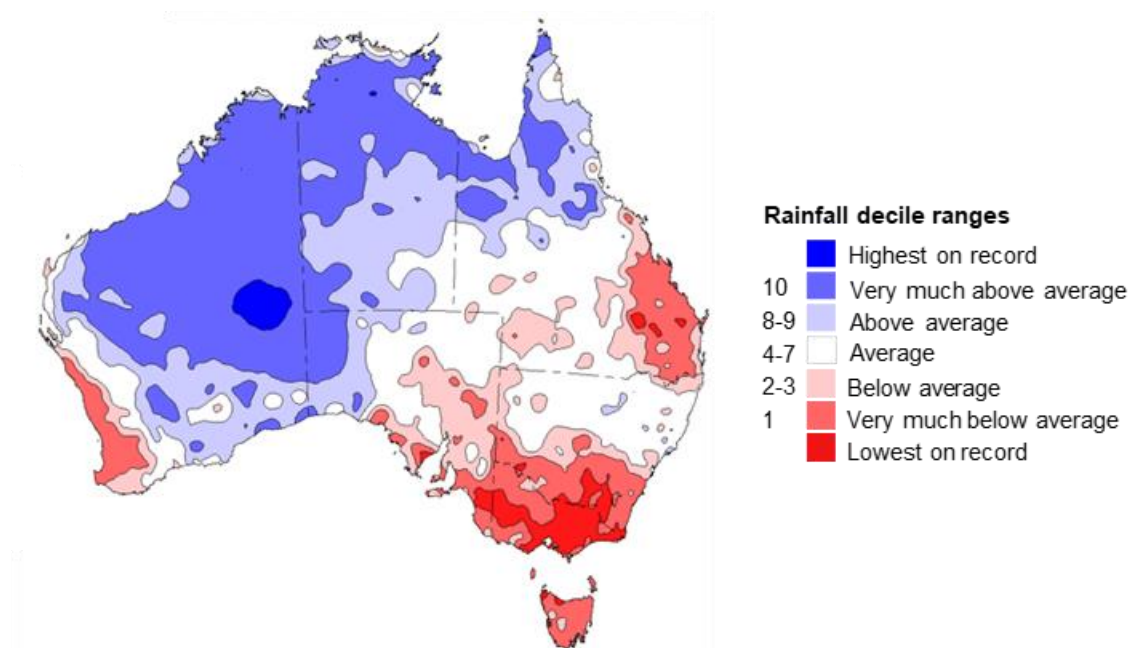 Rainfall decile ranges
Highest on record
10 Very much above average
8-9 Above average
4-7 Average
2-3 Below average
1 Very much below average
Lowest on record